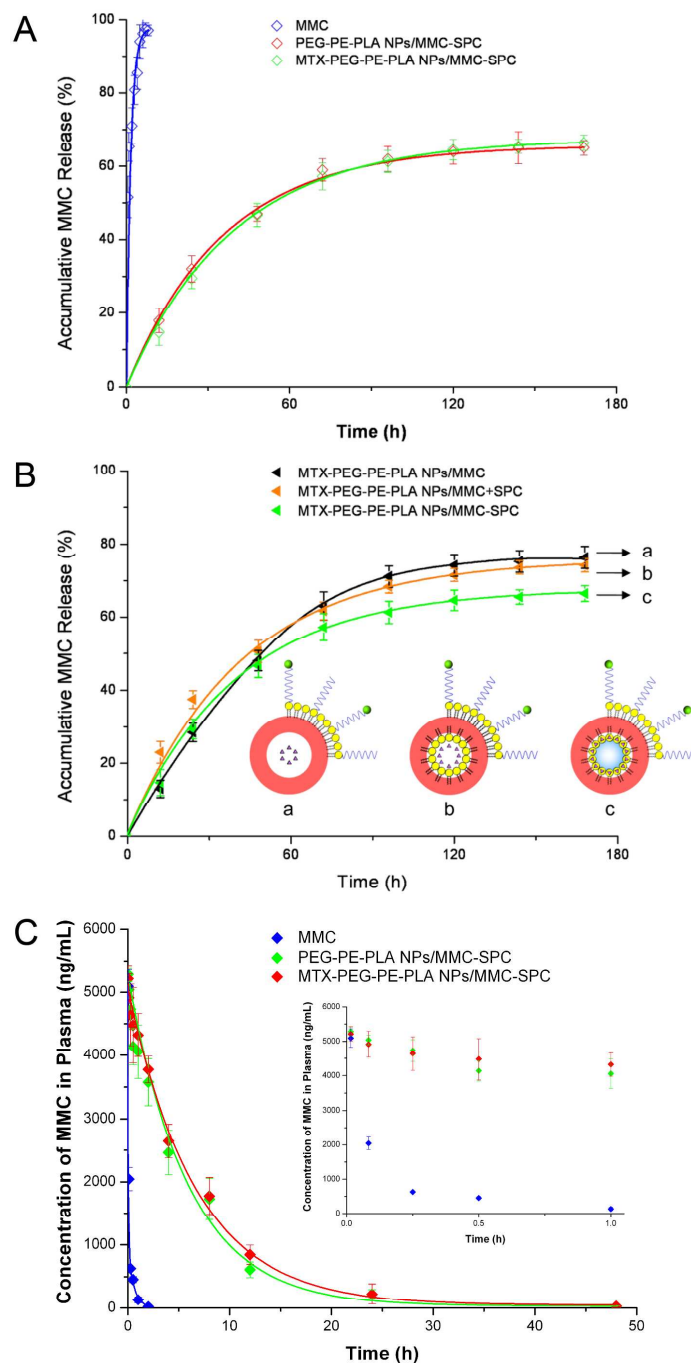 A
MMC
PEG-PE-PLA NPs/MMC-SPC
MTX-PEG-PE-PLA NPs/MMC-SPC
Accumulative MMC Release (%)
100
80
60
40
20
0
0
60
120
180
Time (h)
B
MTX-PEG-PE-PLA NPs/MMC
MTX-PEG-PE-PLA NPs/MMC+SPC
MTX-PEG-PE-PLA NPs/MMC-SPC
Accumulative MMC Release (%)
100
80
60
40
20
0
a
b
c
a
b
c
0
60
120
180
Time (h)
C
MMC
PEG-PE-PLA NPs/MMC-SPC
MTX-PEG-PE-PLA NPs/MMC-SPC
Concentration of MMC in Plasma (ng/mL)
6000
5000
4000
3000
2000
1000
0
Concentration of MMC in Plasma (ng/mL)
6000
5000
4000
3000
2000
1000
0
0.0
0.5
1.0
Time (h)
0
10
20
30
40
50
Time (h)